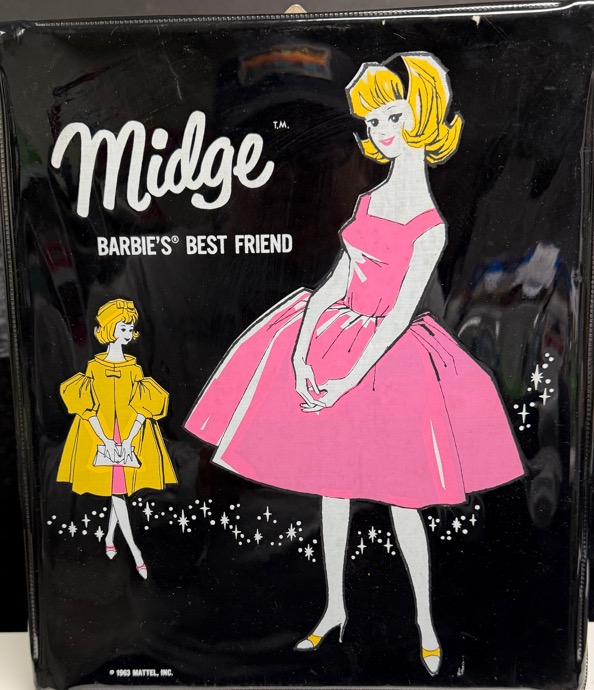 Midge T.M.
BARBIE'S® BEST FRIEND
© 1963 MATTEL, INC.